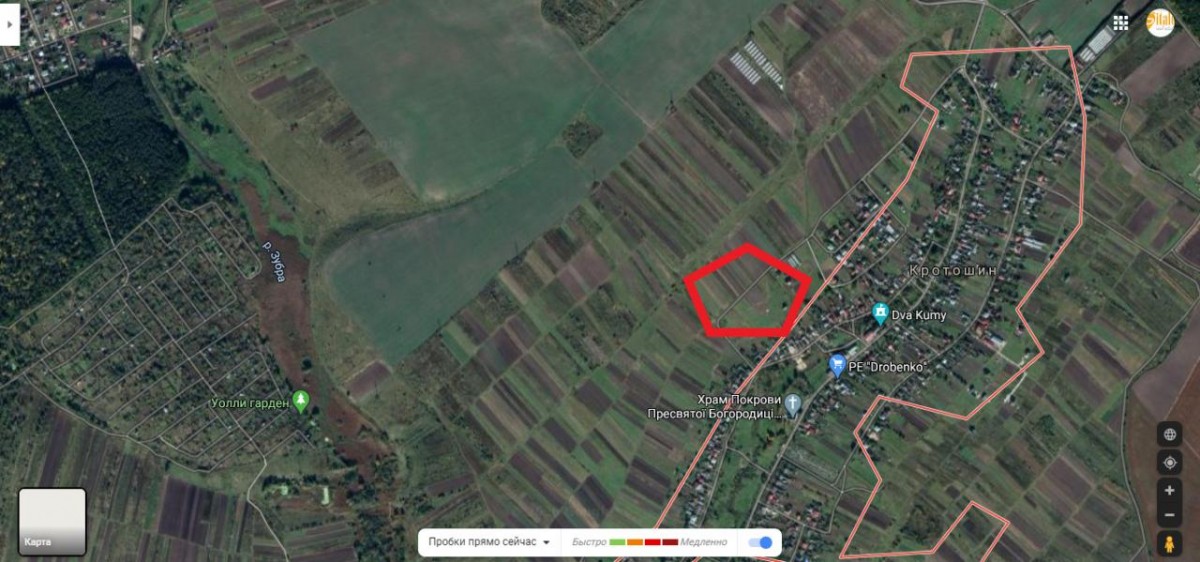 р. Зубра
Кротошин
Dva Kumy
PE "Drobenko"
Храм Покрови
Пресвятої Богородиці...
Уолли гарден
Карта
Пробки прямо сейчас
Быстро
Медленно